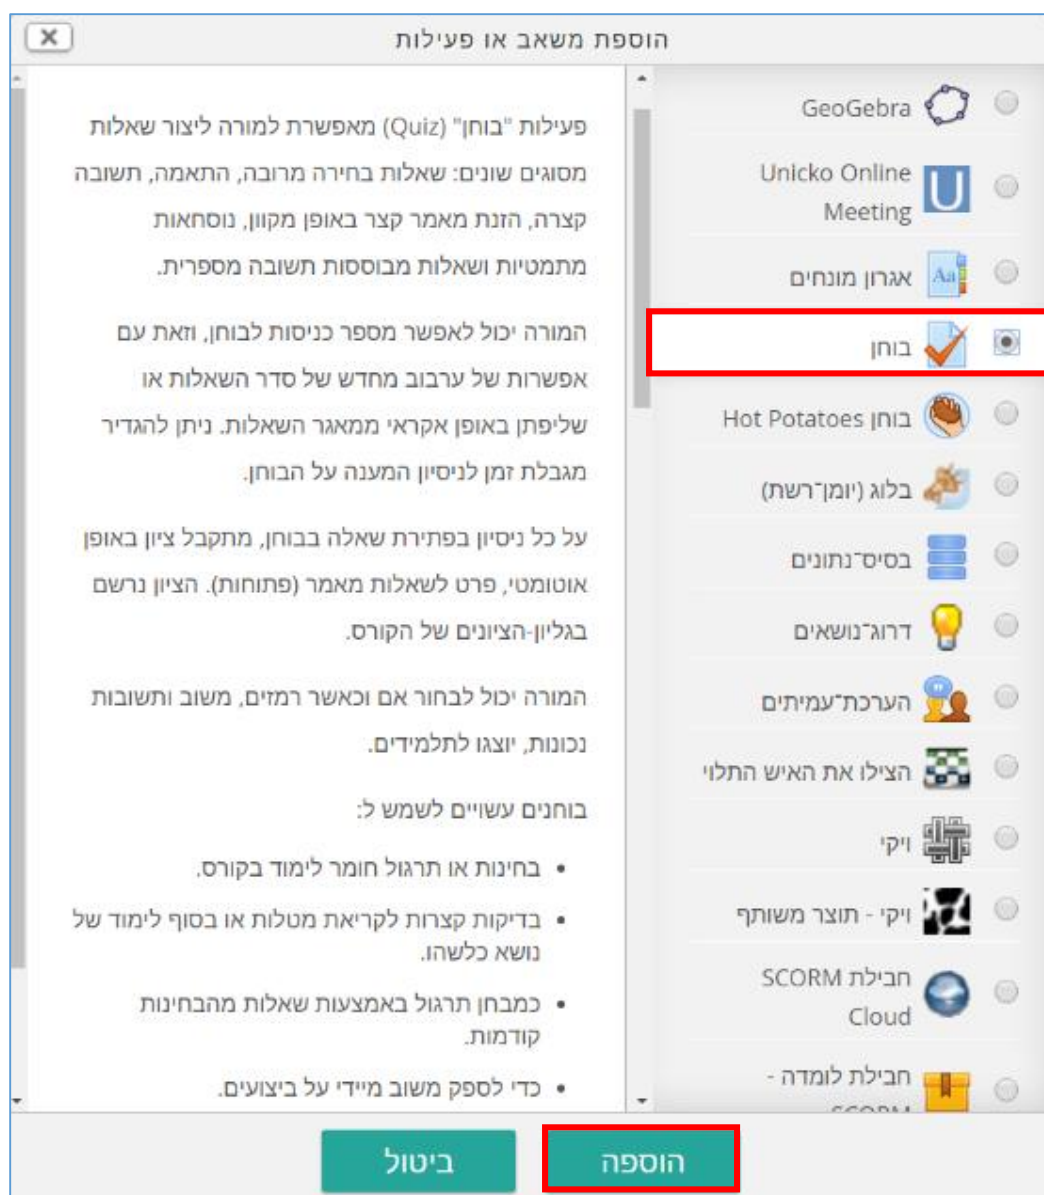 הוספת משאב או פעילות
GeoGebra
Unicko Online
Meeting
אגרון מונחים
בוחן
בוחן Hot Potatoes
בלוג (יומן־רשת)
בסיס־נתונים
דרוג־נושאים
הערכת־עמיתים
הצילו את האיש התלוי
ויקי
ויקי - תוצר משותף
חבילת SCORM
Cloud
חבילת לומדה -
SCORM
פעילות "בוחן" (Quiz) מאפשרת למורה ליצור שאלות
מסוגים שונים: שאלות בחירה מרובה, התאמה, תשובה
קצרה, הזנת מאמר קצר באופן מקוון, נוסחאות
מתמטיות ושאלות מבוססות תשובה מספרית.
המורה יכול לאפשר מספר כניסות לבוחן, וזאת עם
אפשרות של ערבוב מחדש של סדר השאלות או
שליפתן באופן אקראי ממאגר השאלות. ניתן להגדיר
מגבלת זמן לניסיון המענה על הבוחן.
על כל ניסיון בפתירת שאלה בבוחן, מתקבל ציון באופן
אוטומטי, פרט לשאלות מאמר (פתוחות). הציון נרשם
בגליון-הציונים של הקורס.
המורה יכול לבחור אם וכאשר רמזים, משוב ותשובות
נכונות, יוצגו לתלמידים.
בוחנים עשויים לשמש ל:
• בחינות או תרגול חומר לימוד בקורס.
• בדיקות קצרות לקריאת מטלות או בסוף לימוד של
נושא כלשהו.
• כמבחן תרגול באמצעות שאלות מהבחינות
קודמות.
• כדי לספק משוב מיידי על ביצועים.
הוספה
ביטול